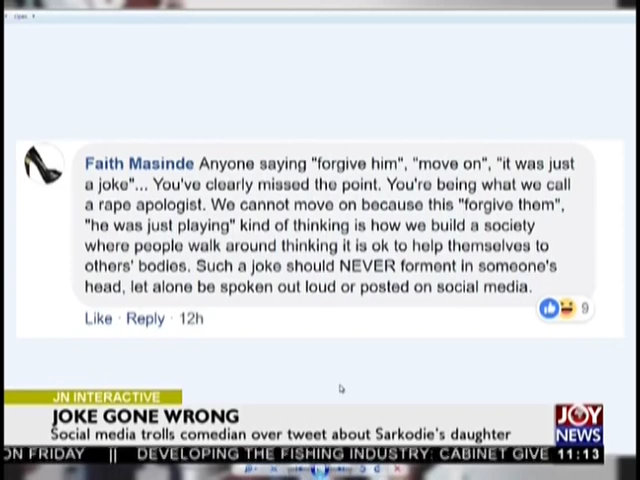 Faith Masinde Anyone saying "forgive him", "move on", "it was just
a joke"... You've clearly missed the point. You're being what we call
a rape apologist. We cannot move on because this "forgive them",
"he was just playing" kind of thinking is how we build a society
where people walk around thinking it is ok to help themselves to
others' bodies. Such a joke should NEVER forment in someone's
head, let alone be spoken out loud or posted on social media.
9
Like · Reply · 12h
JN INTERACTIVE
JOKE GONE WRONG
Social media trolls comedian over tweet about Sarkodie's daughter
JOY
NEWS
ON FRIDAY || DEVELOPING THE FISHING INDUSTRY: CABINET GIVE 11:13